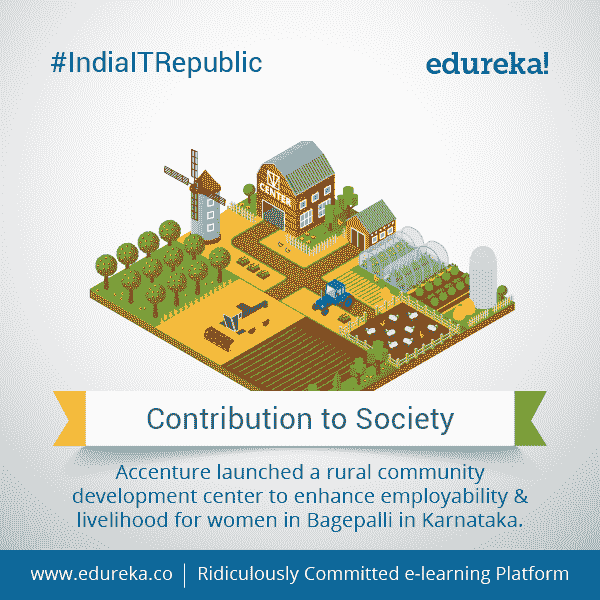 #IndiaITRepublic
edureka!
CENTER
Contribution to Society
Accenture launched a rural community
development center to enhance employability &
livelihood for women in Bagepalli in Karnataka.
www.edureka.co | Ridiculously Committed e-learning Platform